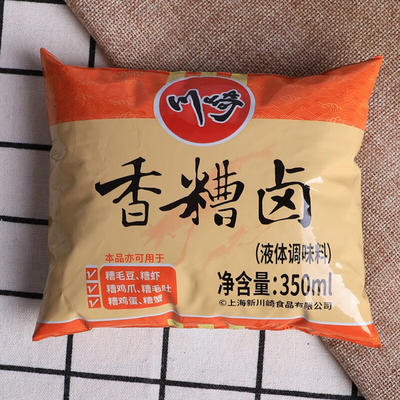 川崎
香糟卤
(液体调味料)
本品亦可用于
糟毛豆、糟虾
糟鸡爪、糟毛肚
糟鸡蛋、糟蟹
净含量:350ml
©上海新川崎食品有限公司